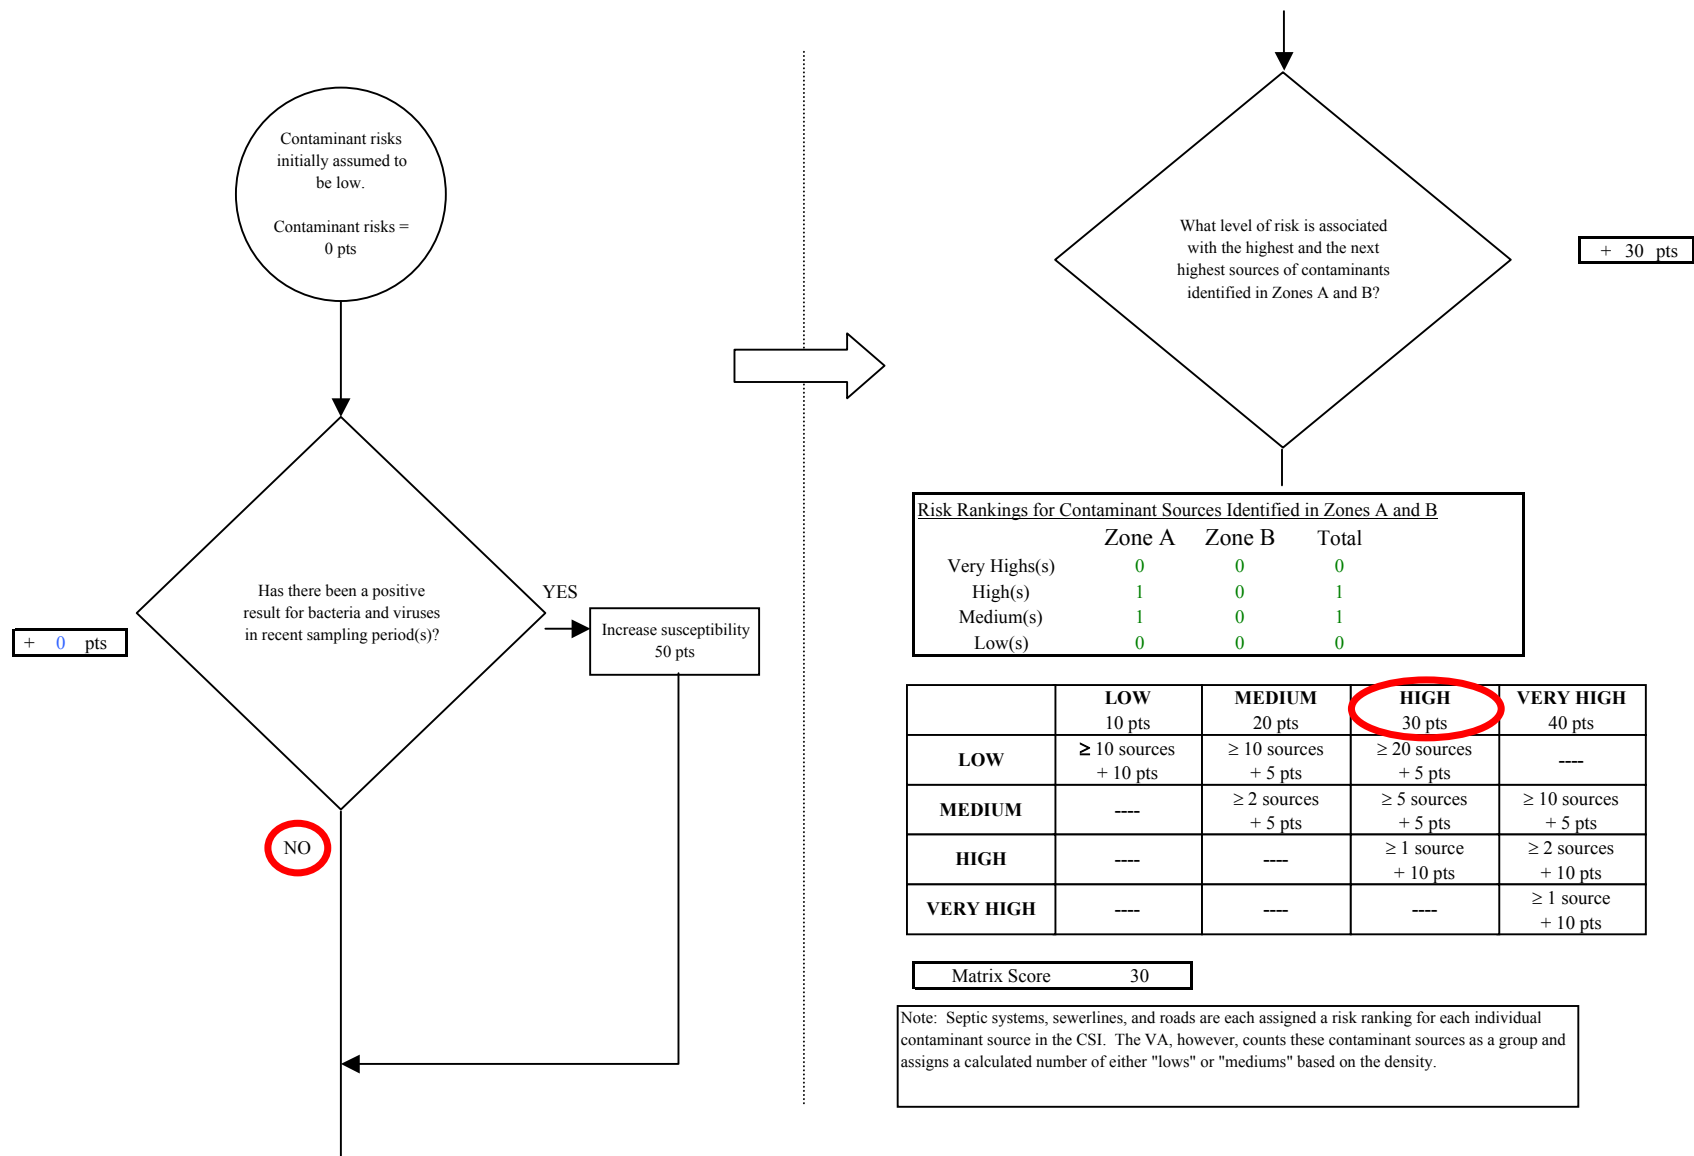 Contaminant risks
initially assumed to
be low.
Contaminant risks =
0 pts
Has there been a positive
result for bacteria and viruses
in recent sampling period(s)?
YES
Increase susceptibility
50 pts
+ 0 pts
NO
What level of risk is associated
with the highest and the next
highest sources of contaminants
identified in Zones A and B?
+ 30 pts
Risk Rankings for Contaminant Sources Identified in Zones A and B
Zone A Zone B Total
Very Highs(s) 0 0 0
High(s) 1 0 1
Medium(s) 1 0 1
Low(s) 0 0 0
LOW MEDIUM HIGH VERY HIGH
10 pts 20 pts 30 pts 40 pts
LOW ≥ 10 sources ≥ 10 sources ≥ 20 sources ----
+ 10 pts + 5 pts + 5 pts
MEDIUM ---- ≥ 2 sources ≥ 5 sources ≥ 10 sources
+ 5 pts + 5 pts + 5 pts
HIGH ---- ---- ≥ 1 source ≥ 2 sources
+ 10 pts + 10 pts
VERY HIGH ---- ---- ---- ≥ 1 source
+ 10 pts
Matrix Score 30
Note: Septic systems, sewerlines, and roads are each assigned a risk ranking for each individual
contaminant source in the CSI. The VA, however, counts these contaminant sources as a group and
assigns a calculated number of either "lows" or "mediums" based on the density.